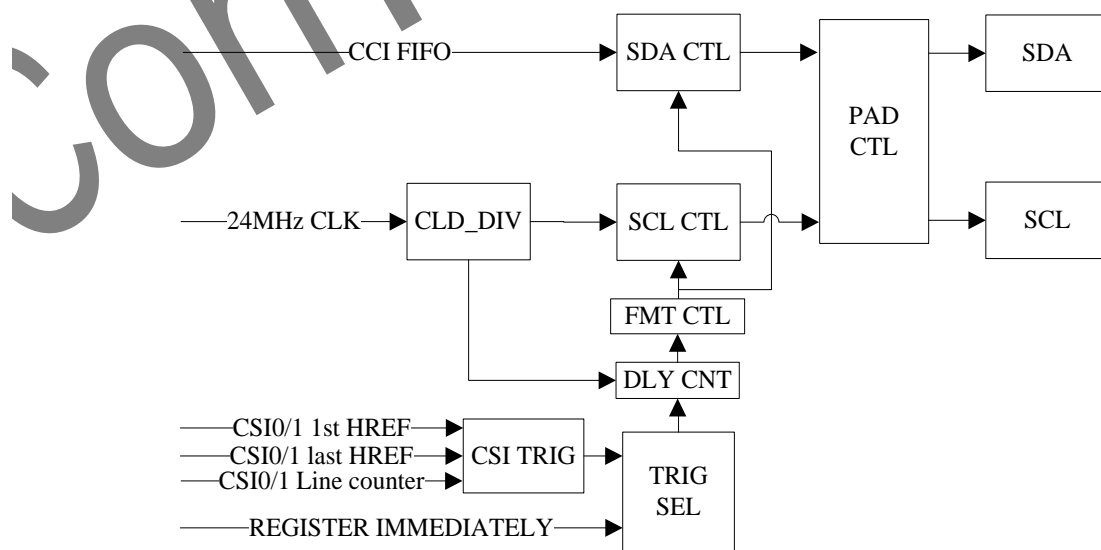 CCI FIFO
SDA CTL
SDA
PAD
CTL
24MHz CLK
CLD_DIV
SCL CTL
SCL
FMT CTL
DLY CNT
CSI0/1 1st HREF
CSI0/1 last HREF
CSI0/1 Line counter
CSI TRIG
TRIG
SEL
REGISTER IMMEDIATELY